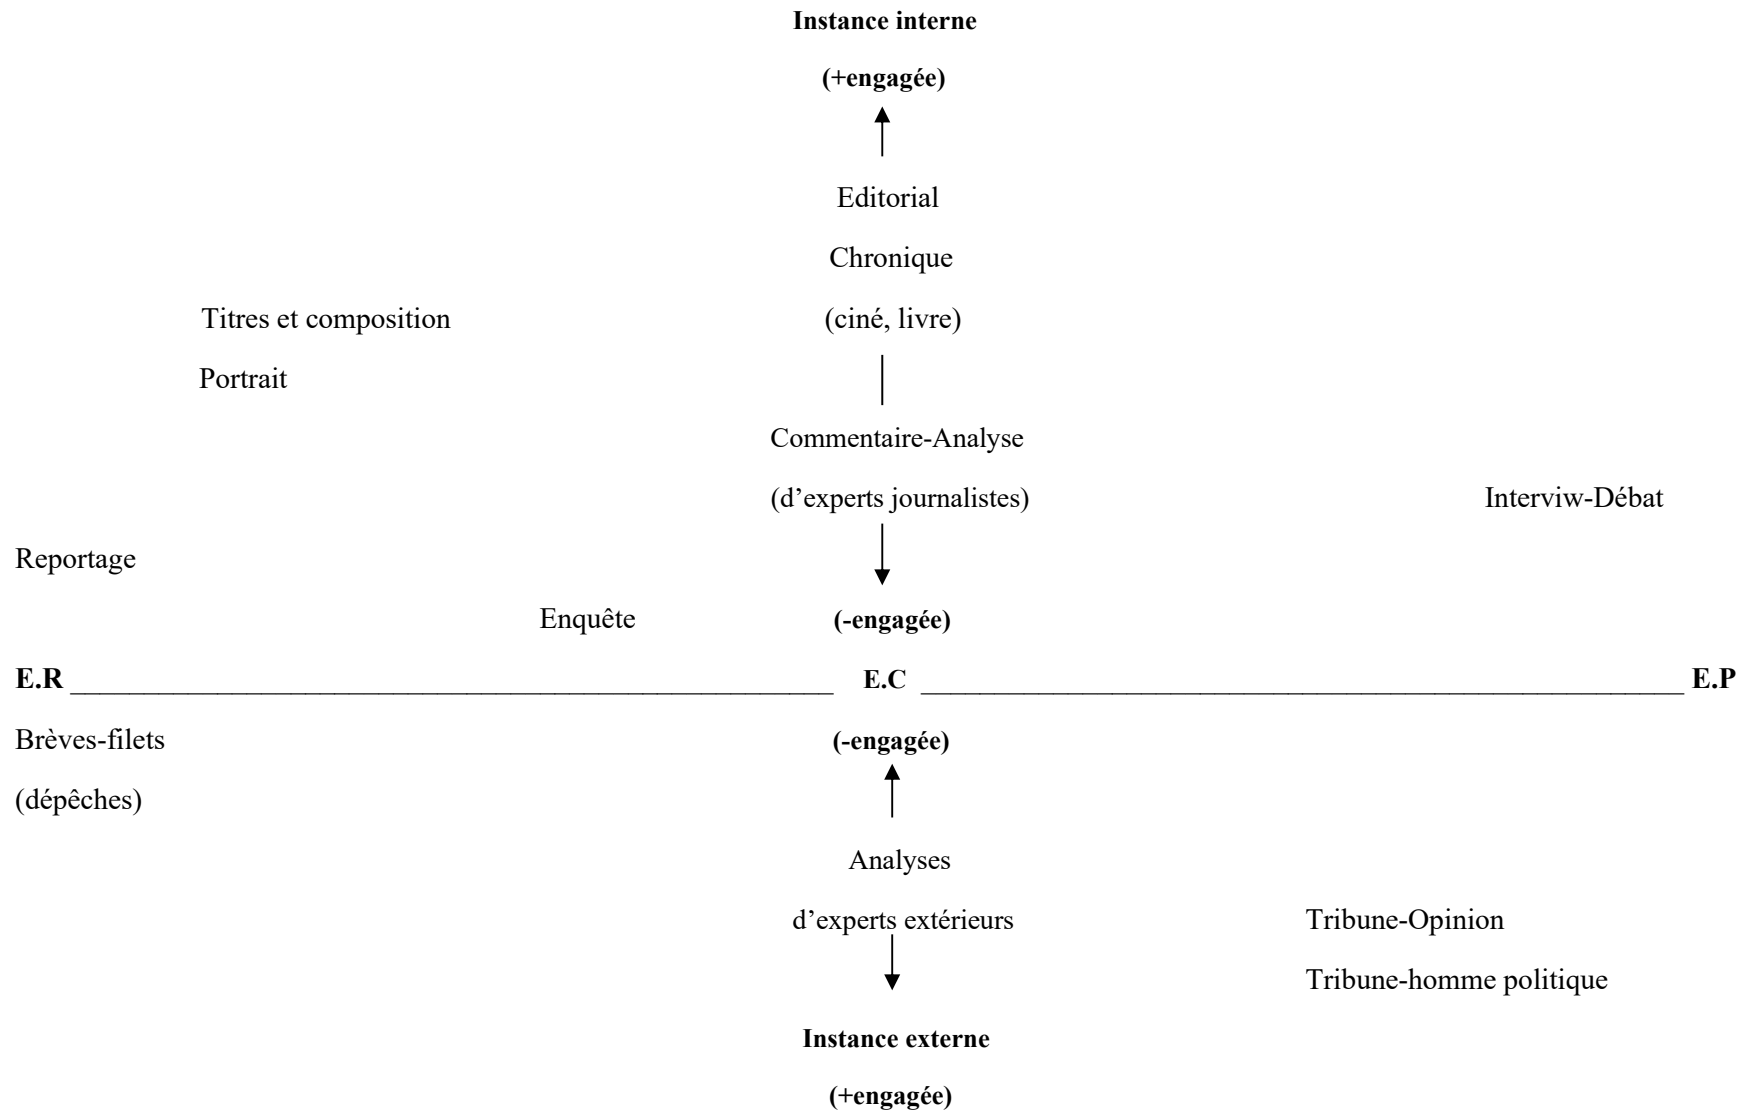 Instance interne
(+engagée)
Editorial
Chronique
Titres et composition (ciné, livre)
Portrait
Commentaire-Analyse
(d’experts journalistes) Interviw-Débat
Reportage
Enquête (-engagée)
E.R E.C E.P
Brèves-filets (-engagée)
(dépêches)
Analyses
d’experts extérieurs Tribune-Opinion
Tribune-homme politique
Instance externe
(+engagée)